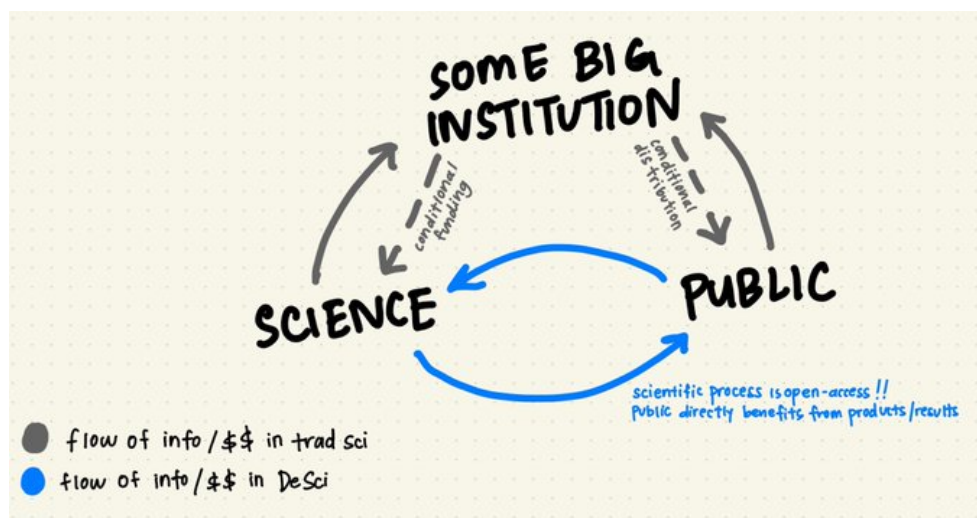 SOME BIG
INSTITUTION
conditional
funding
conditional
distribution
SCIENCE
PUBLIC
scientific process is open-access !!
public directly benefits from products/results
flow of info/$$ in trad sci
flow of info/$$ in DeSci